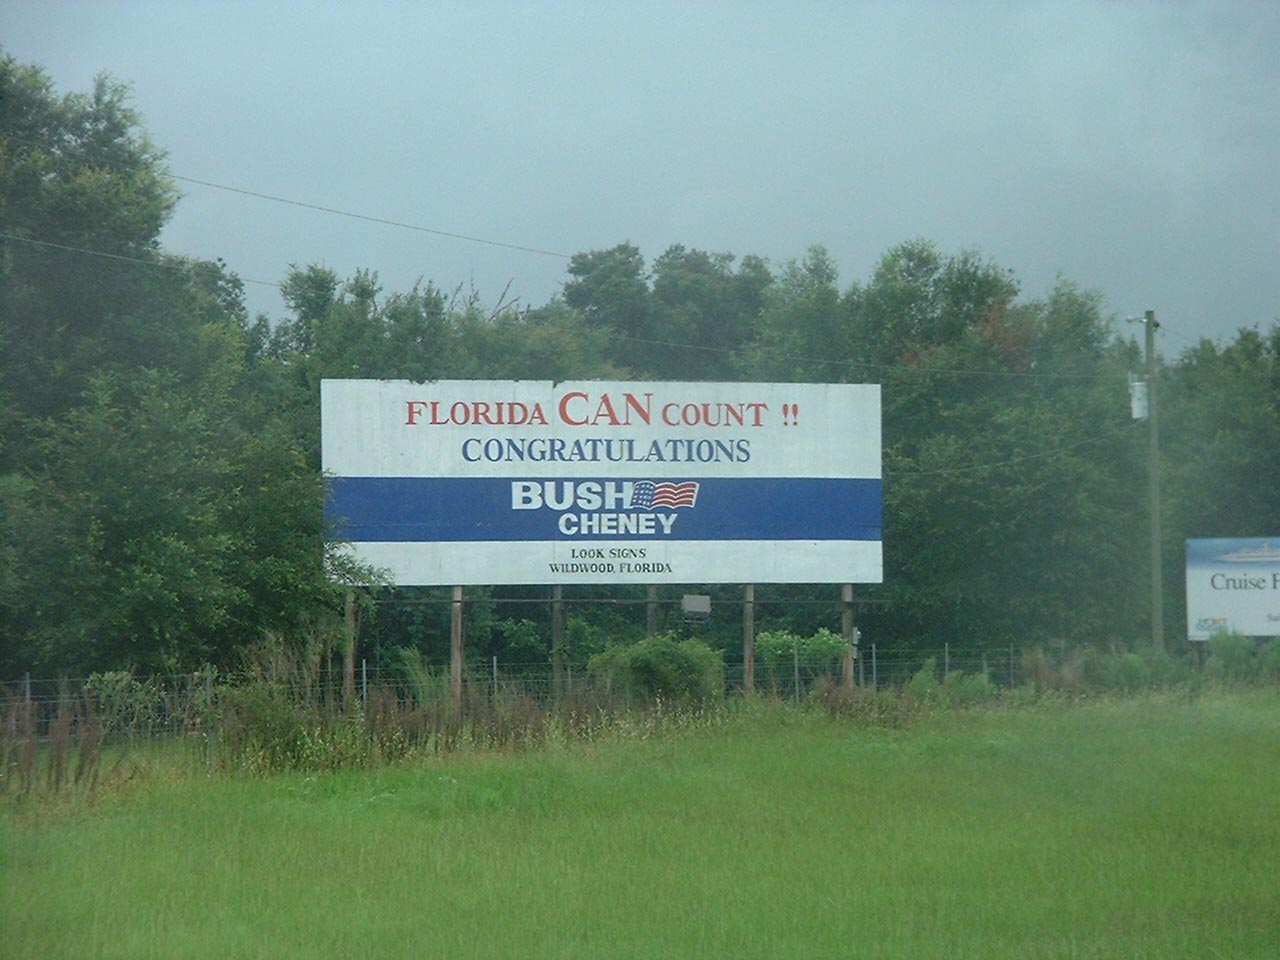 FLORIDA CAN COUNT !!
CONGRATULATIONS
BUSH
CHENEY
LOOK SIGNS
WILDWOOD, FLORIDA
Cruise